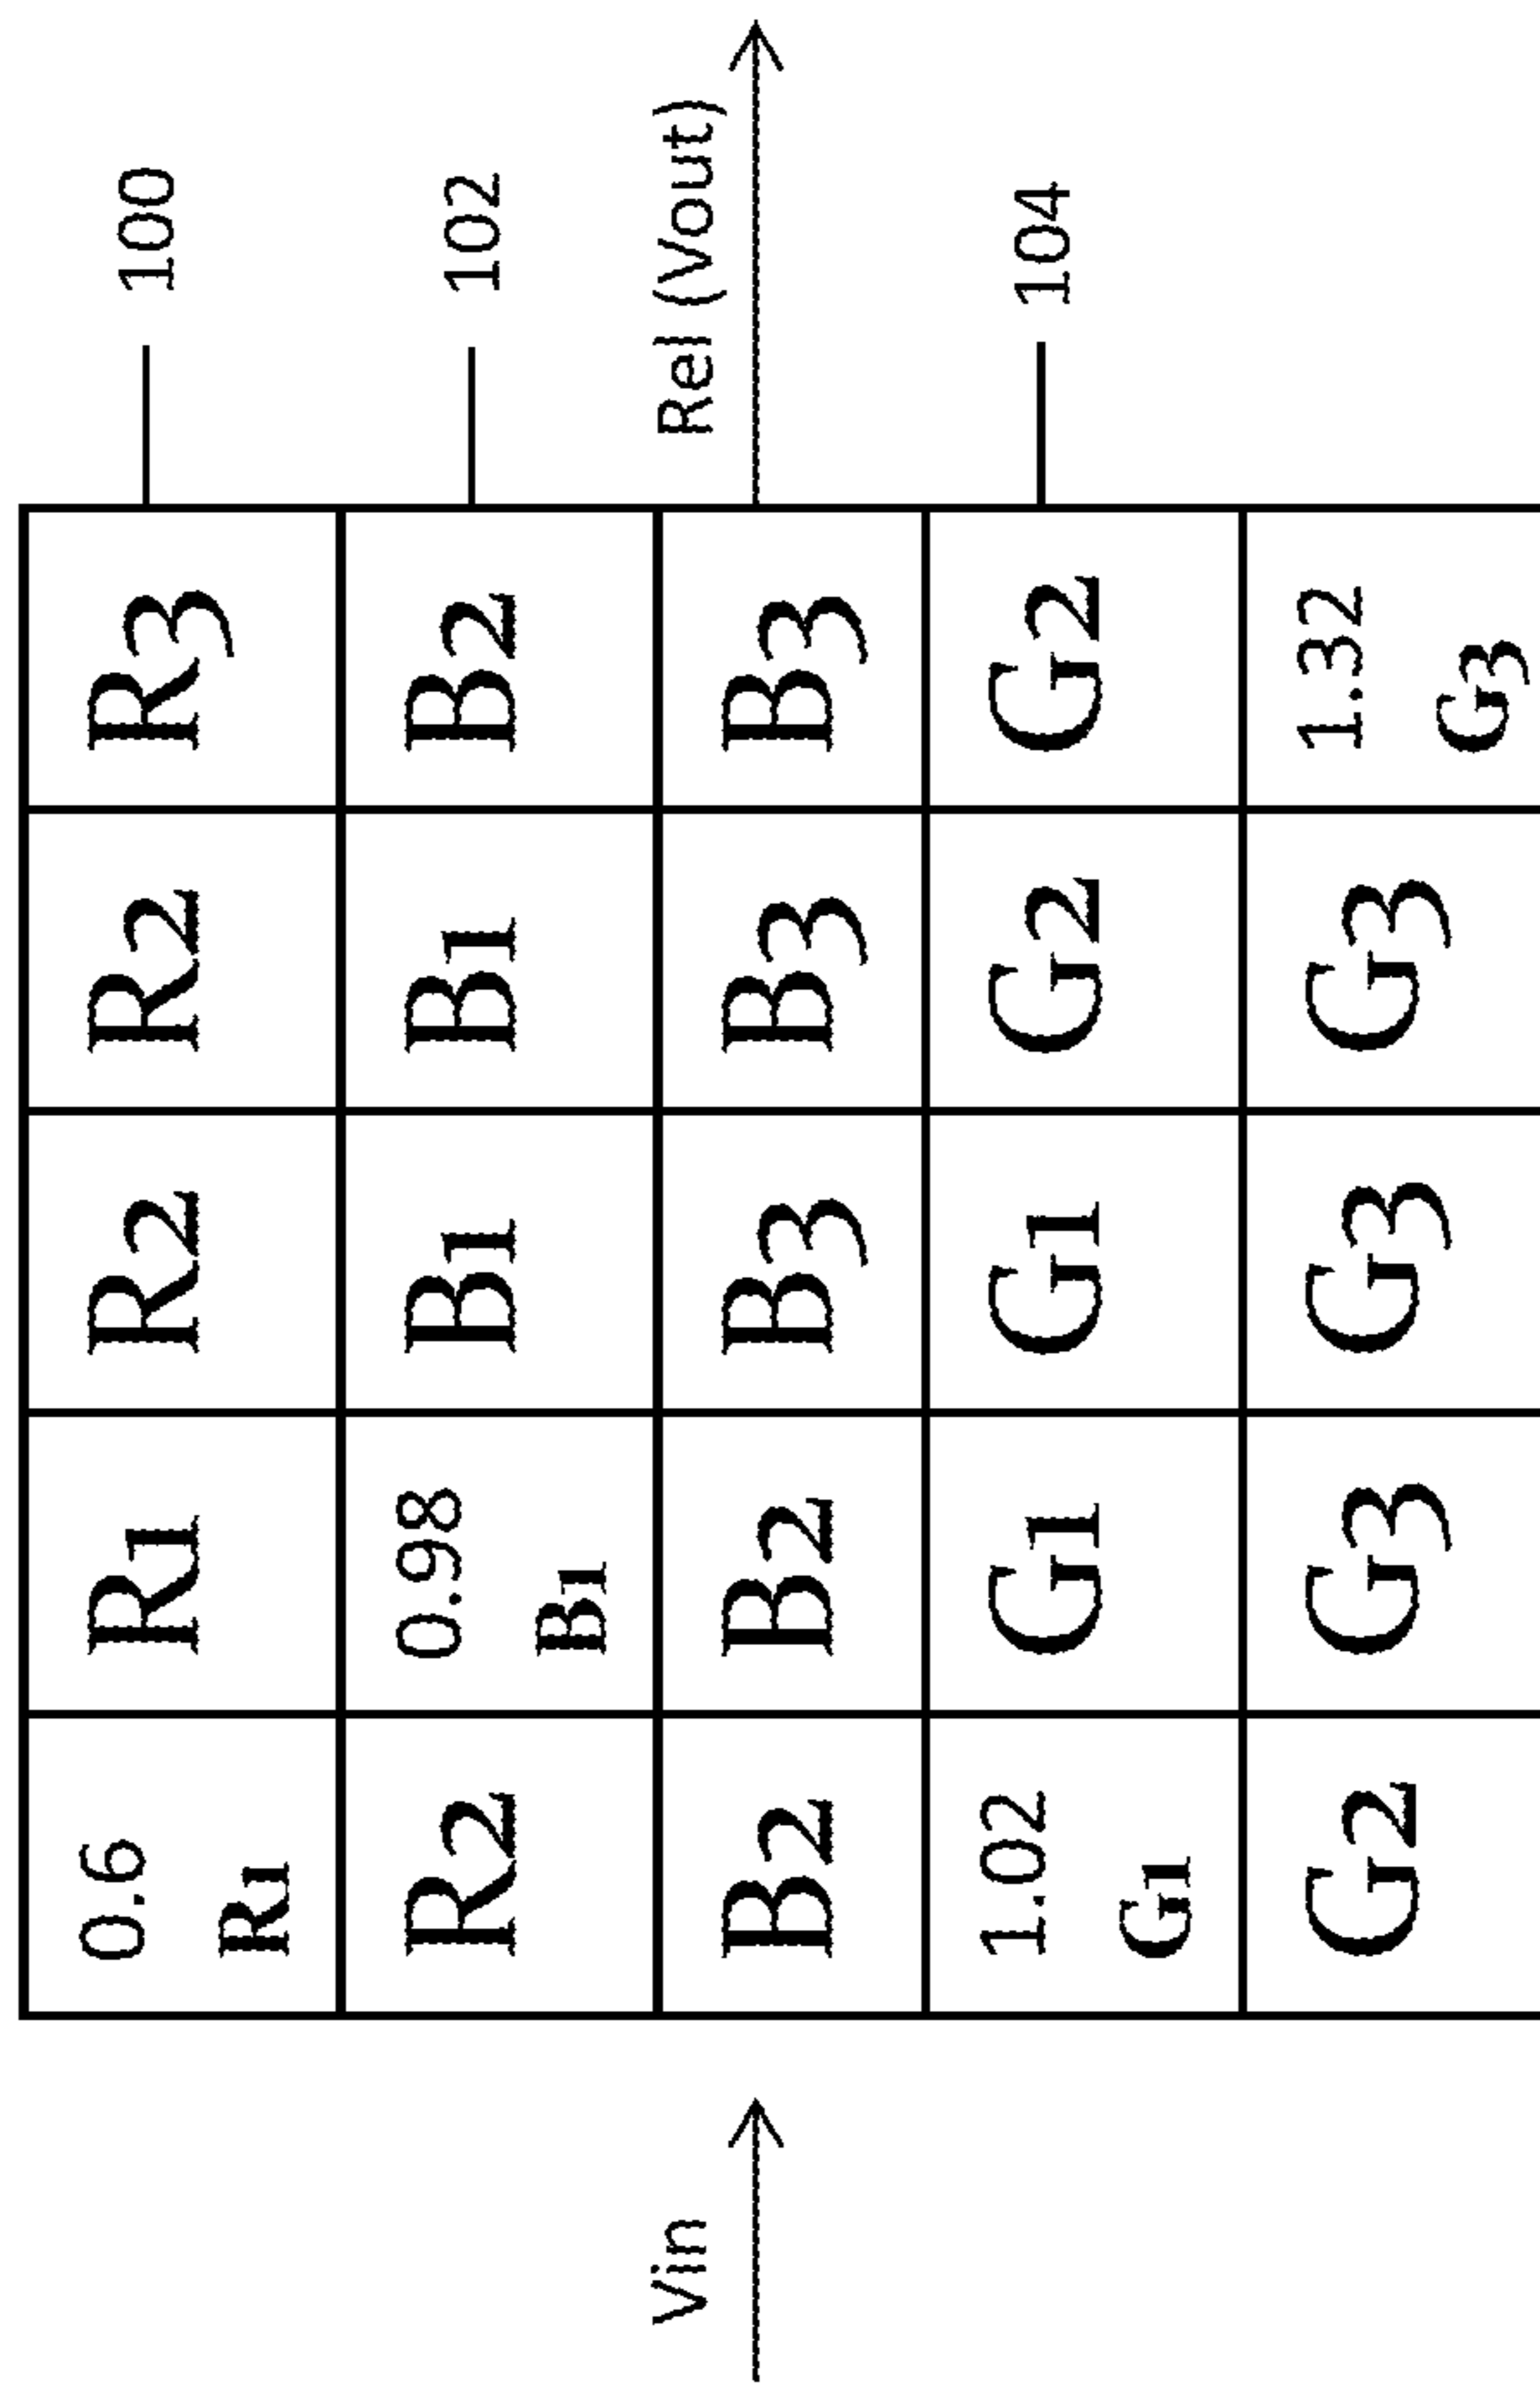 0.6 R1 R2 R2 R3 100
R1
R2 0.98 B1 B1 B2 102
B1
Vin B2 B2 B3 B3 B3 Rel (Vout)
1.02 G1 G1 G2 G2 104
G1
G2 G3 G3 G3 1.32
G3